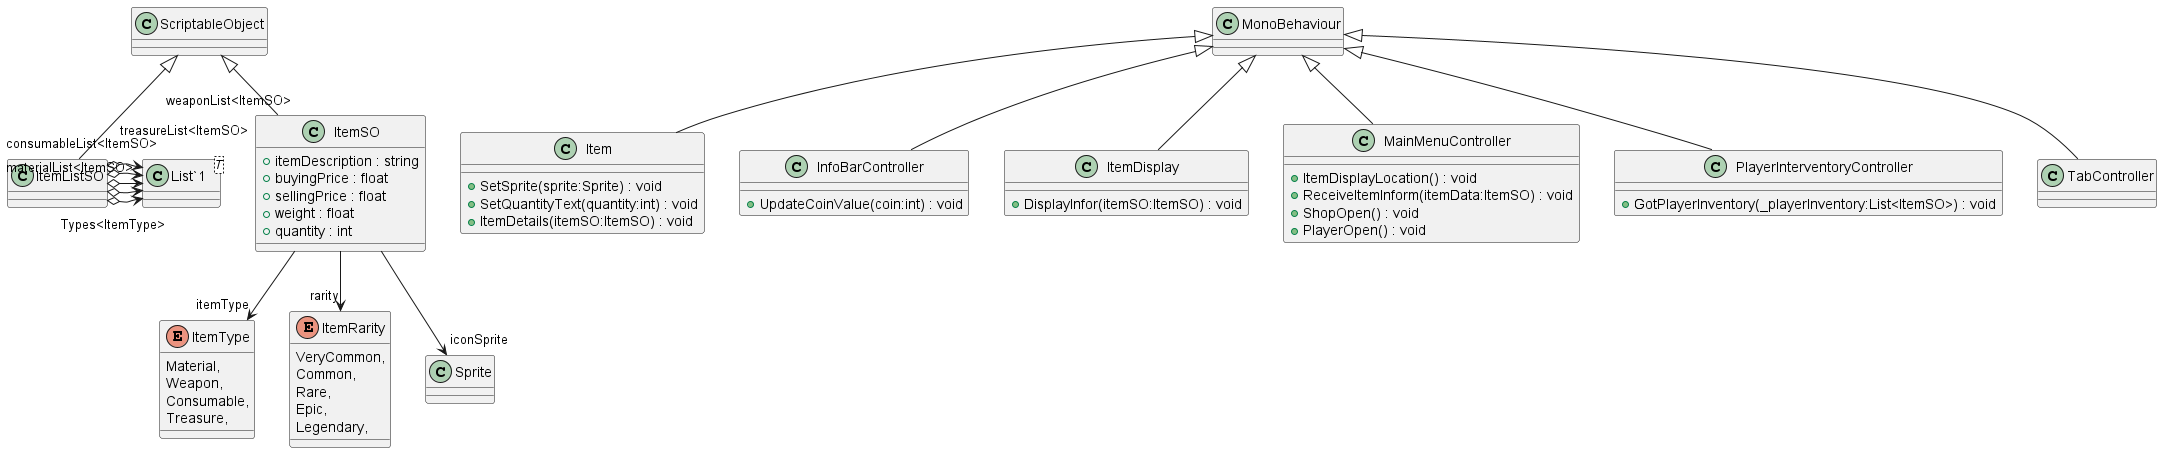 C ScriptableObject
C MonoBehaviour
weaponList<ItemSO>
treasureList<ItemSO>
consumableList<ItemSO>
materialList<ItemSO>
C ItemListSO
C List`1
T
Types<ItemType>
C ItemSO
itemDescription : string
buyingPrice : float
sellingPrice : float
weight : float
quantity : int
C Item
SetSprite(sprite:Sprite) : void
SetQuantityText(quantity:int) : void
ItemDetails(itemSO:ItemSO) : void
C InfoBarController
UpdateCoinValue(coin:int) : void
C ItemDisplay
DisplayInfor(itemSO:ItemSO) : void
C MainMenuController
ItemDisplayLocation() : void
ReceiveItemInform(itemData:ItemSO) : void
ShopOpen() : void
PlayerOpen() : void
C PlayerInterventoryController
GotPlayerInventory(_playerInventory:List<ItemSO>) : void
C TabController
itemType
rarity
iconSprite
E ItemType
Material,
Weapon,
Consumable,
Treasure,
E ItemRarity
VeryCommon,
Common,
Rare,
Epic,
Legendary,
C Sprite